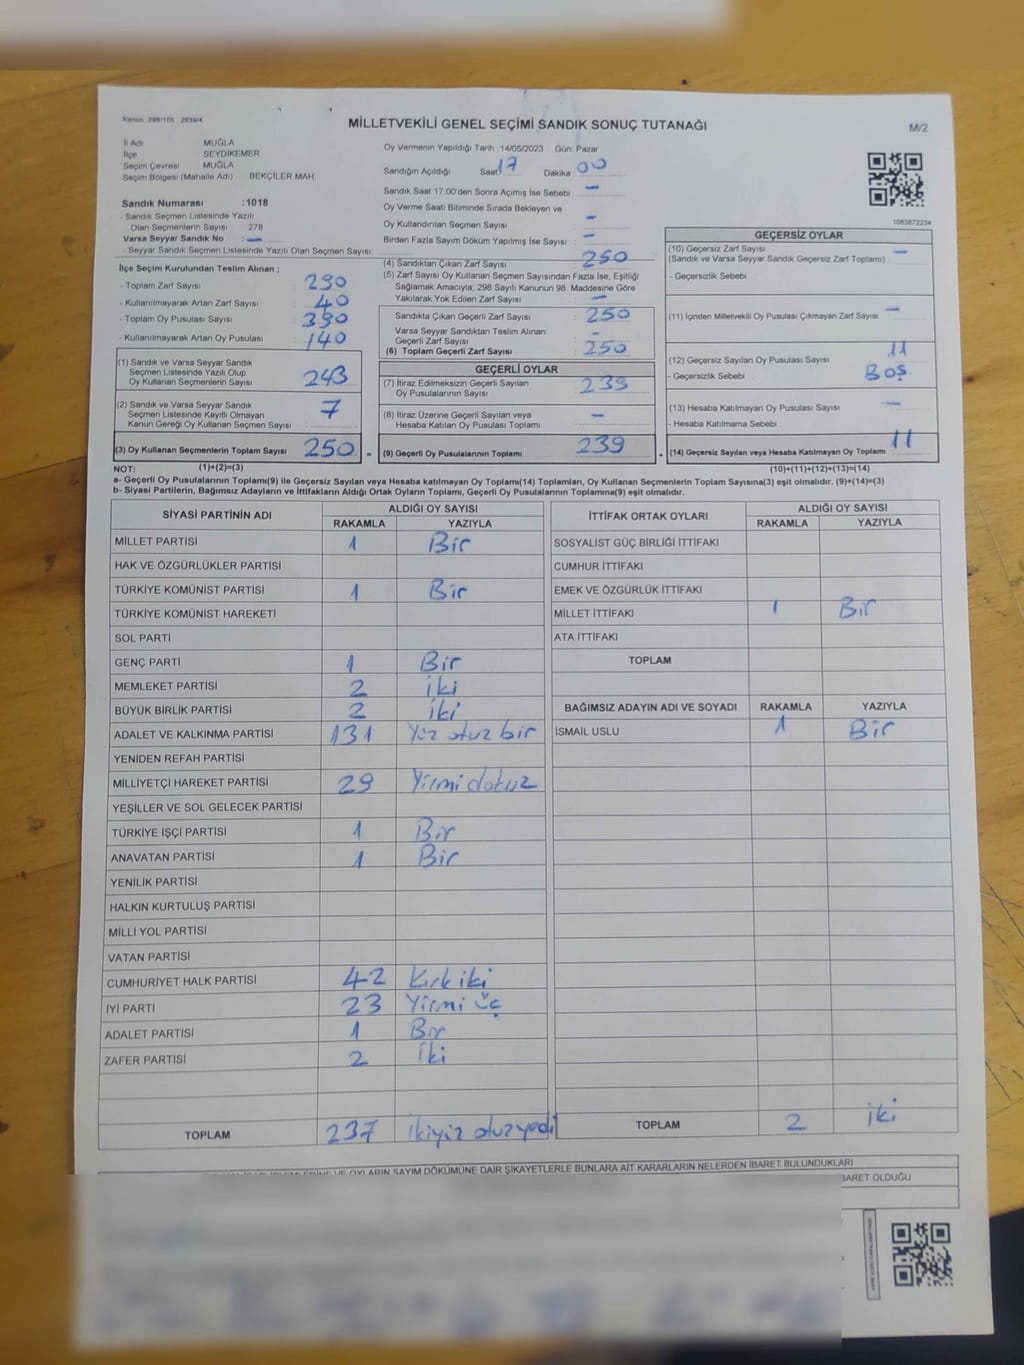 Kanun: 298/105 , 2839/4
MİLLETVEKİLİ GENEL SEÇİMİ SANDIK SONUÇ TUTANAĞI
M/2
İl Adı MUĞLA
İlçe SEYDİKEMER
Seçim Çevresi MUĞLA
Seçim Bölgesi (Mahalle Adı) BEKÇİLER MAH.
Oy Vermenin Yapıldığı Tarih : 14/05/2023 Gün: Pazar
Sandığın Açıldığı Saat 17 Dakika 00
Sandık Saat 17:00'den Sonra Açımış İse Sebebi : –
Oy Verme Saati Bitiminde Sırada Bekleyen ve
Oy Kullandırılan Seçmen Sayısı : –
Birden Fazla Sayım Döküm Yapılmış İse Sayısı : –
Sandık Numarası : 1018
- Sandık Seçmen Listesinde Yazılı
Olan Seçmenlerin Sayısı 278
Varsa Seyyar Sandık No : –
- Seyyar Sandık Seçmen Listesinde Yazılı Olan Seçmen Sayısı:
İlçe Seçim Kurulundan Teslim Alınan ;
- Toplam Zarf Sayısı : 290
- Kullanılmayarak Artan Zarf Sayısı : 40
- Toplam Oy Pusulası Sayısı : 390
- Kullanılmayarak Artan Oy Pusulası : 140
(1) Sandık ve Varsa Seyyar Sandık
Seçmen Listesinde Yazılı Olup
Oy Kullanan Seçmenlerin Sayısı : 243
(2) Sandık ve Varsa Seyyar Sandık
Seçmen Listesinde Kayıtlı Olmayan
Kanun Gereği Oy Kullanan Seçmen Sayısı : 7
(3) Oy Kullanan Seçmenlerin Toplam Sayısı : 250
(4) Sandıktan Çıkan Zarf Sayısı : 250
(5) Zarf Sayısı Oy Kullanan Seçmen Sayısından Fazla İse, Eşitliği
Sağlamak Amacıyla; 298 Sayılı Kanunun 98. Maddesine Göre
Yakılarak Yok Edilen Zarf Sayısı : –
Sandıkta Çıkan Geçerli Zarf Sayısı : 250
Varsa Seyyar Sandıktan Teslim Alınan
Geçerli Zarf Sayısı : –
(6) Toplam Geçerli Zarf Sayısı : 250
GEÇERLİ OYLAR
(7) İtiraz Edilmeksizin Geçerli Sayılan
Oy Pusulalarının Sayısı : 239
(8) İtiraz Üzerine Geçerli Sayılan veya
Hesaba Katılan Oy Pusulası Toplamı : –
= (9) Geçerli Oy Pusulalarının Toplamı : 239
1083872234
GEÇERSİZ OYLAR
(10) Geçersiz Zarf Sayısı : –
(Sandık ve Varsa Seyyar Sandık Geçersiz Zarf Toplamı)
- Geçersizlik Sebebi :
(11) İçinden Milletvekili Oy Pusulası Çıkmayan Zarf Sayısı : –
(12) Geçersiz Sayılan Oy Pusulası Sayısı : 11
- Geçersizlik Sebebi : BOŞ
(13) Hesaba Katılmayan Oy Pusulası Sayısı : –
- Hesaba Katılmama Sebebi :
+ (14) Geçersiz Sayılan veya Hesaba Katılmayan Oy Toplamı : 11
NOT: (1)+(2)=(3) (10)+(11)+(12)+(13)=(14)
a- Geçerli Oy Pusulalarının Toplamı(9) ile Geçersiz Sayılan veya Hesaba katılmayan Oy Toplamı(14) Toplamları, Oy Kullanan Seçmenlerin Toplam Sayısına(3) eşit olmalıdır. (9)+(14)=(3)
b- Siyasi Partilerin, Bağımsız Adayların ve İttifakların Aldığı Ortak Oyların Toplamı, Geçerli Oy Pusulalarının Toplamına(9) eşit olmalıdır.
SİYASİ PARTİNİN ADI ALDIĞI OY SAYISI
RAKAMLA YAZIYLA
MİLLET PARTİSİ 1 Bir
HAK VE ÖZGÜRLÜKLER PARTİSİ
TÜRKİYE KOMÜNİST PARTİSİ 1 Bir
TÜRKİYE KOMÜNİST HAREKETİ
SOL PARTİ
GENÇ PARTİ 1 Bir
MEMLEKET PARTİSİ 2 iki
BÜYÜK BİRLİK PARTİSİ 2 iki
ADALET VE KALKINMA PARTİSİ 131 Yüz otuz bir
YENİDEN REFAH PARTİSİ
MİLLİYETÇİ HAREKET PARTİSİ 29 Yirmi dokuz
YEŞİLLER VE SOL GELECEK PARTİSİ
TÜRKİYE İŞÇİ PARTİSİ 1 Bir
ANAVATAN PARTİSİ 1 Bir
YENİLİK PARTİSİ
HALKIN KURTULUŞ PARTİSİ
MİLLİ YOL PARTİSİ
VATAN PARTİSİ
CUMHURİYET HALK PARTİSİ 42 Kırk iki
İYİ PARTİ 23 Yirmi üç
ADALET PARTİSİ 1 Bir
ZAFER PARTİSİ 2 İki
TOPLAM 237 ikiyüz otuzyedi
İTTİFAK ORTAK OYLARI ALDIĞI OY SAYISI
RAKAMLA YAZIYLA
SOSYALİST GÜÇ BİRLİĞİ İTTİFAKI
CUMHUR İTTİFAKI
EMEK VE ÖZGÜRLÜK İTTİFAKI
MİLLET İTTİFAKI 1 Bir
ATA İTTİFAKI
TOPLAM
BAĞIMSIZ ADAYIN ADI VE SOYADI RAKAMLA YAZIYLA
İSMAİL USLU 1 Bir
TOPLAM 2 iki
OYLARIN SAYIM DÖKÜMÜNE DAİR ŞİKAYETLERLE BUNLARA AİT KARARLARIN NELERDEN İBARET BULUNDUKLARI
OLDUĞU